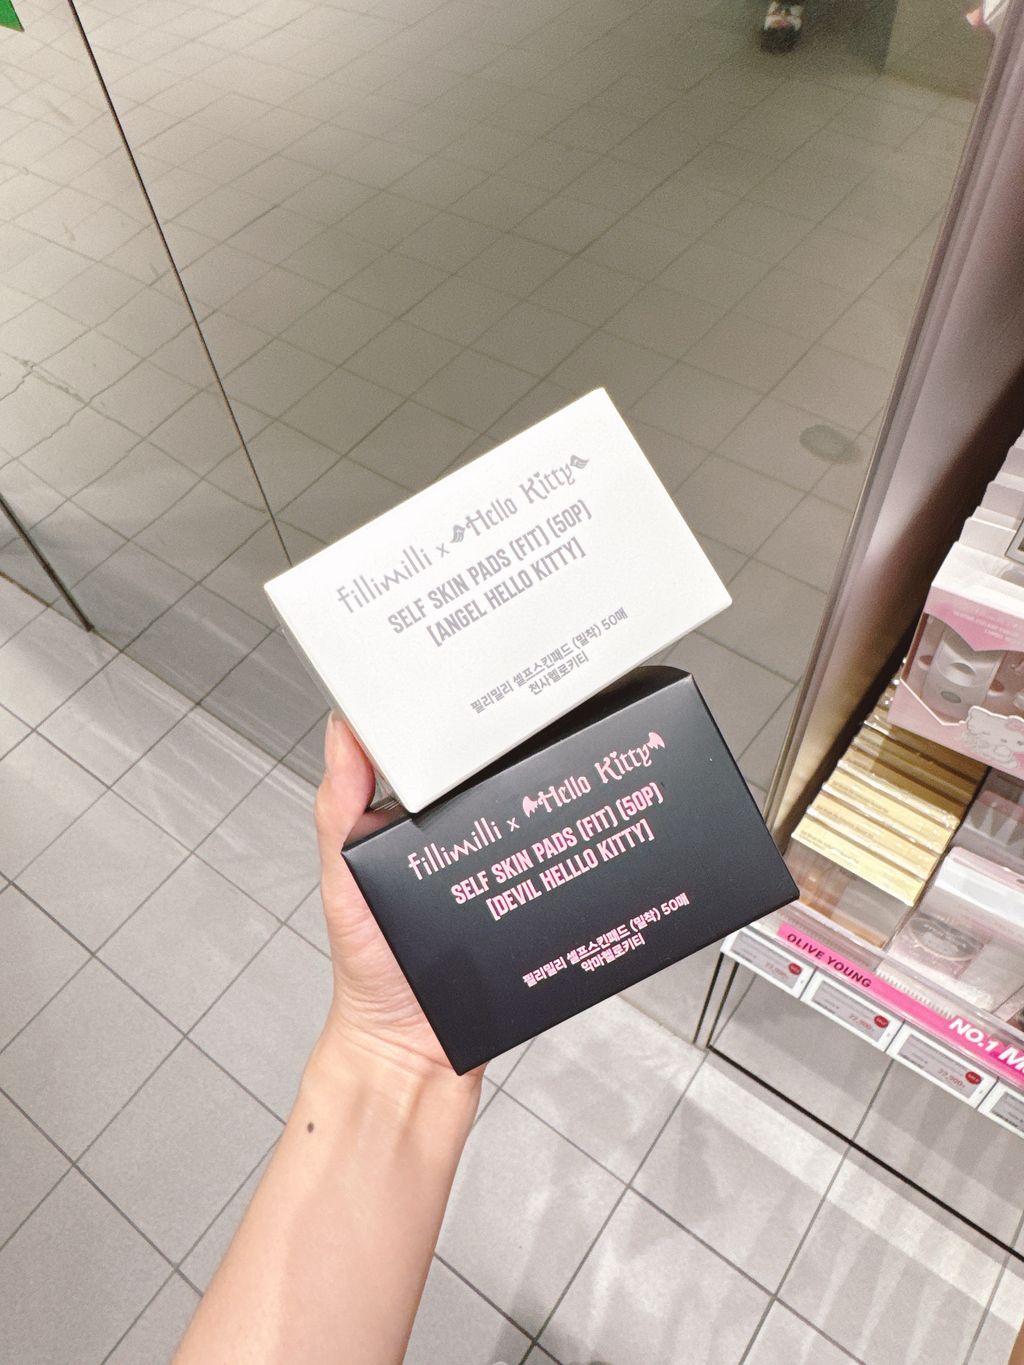 fillimilli x Hello Kitty
SELF SKIN PADS (FIT) (50P)
[ANGEL HELLO KITTY]
필리밀리 셀프스킨패드 (밀착) 50매
천사헬로키티
fillimilli x Hello Kitty
SELF SKIN PADS (FIT) (50P)
[DEVIL HELLLO KITTY]
필리밀리 셀프스킨패드 (밀착) 50매
악마헬로키티
OLIVE YOUNG
NO.1 M